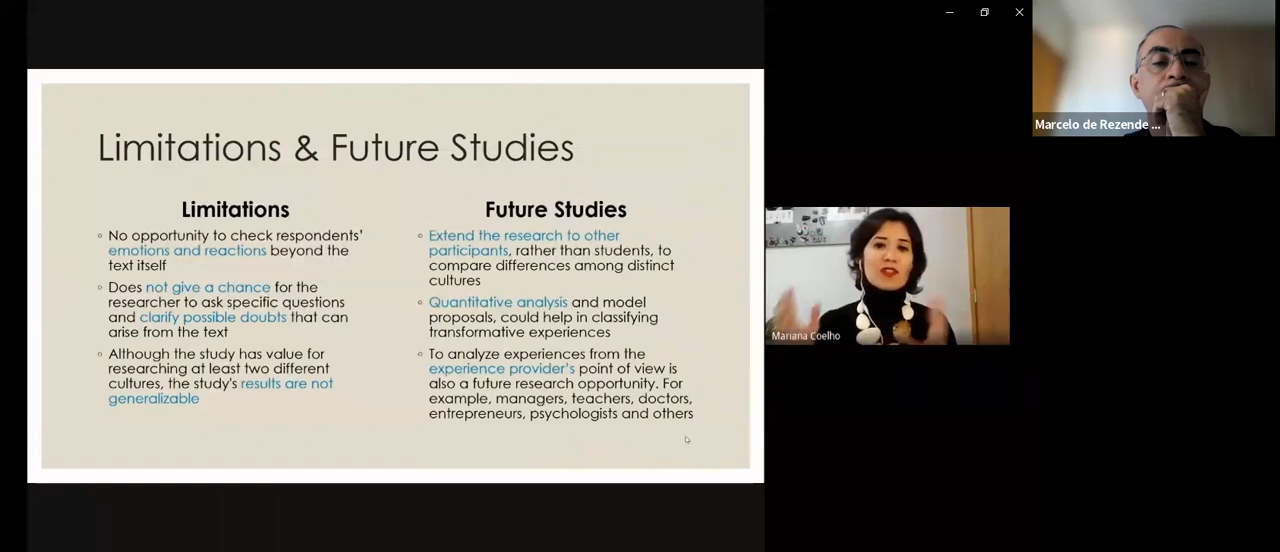 Limitations & Future Studies
Limitations
◦ No opportunity to check respondents'
emotions and reactions beyond the
text itself
◦ Does not give a chance for the
researcher to ask specific questions
and clarify possible doubts that can
arise from the text
◦ Although the study has value for
researching at least two different
cultures, the study's results are not
generalizable
Future Studies
◦ Extend the research to other
participants, rather than students, to
compare differences among distinct
cultures
◦ Quantitative analysis and model
proposals, could help in classifying
transformative experiences
◦ To analyze experiences from the
experience provider's point of view is
also a future research opportunity. For
example, managers, teachers, doctors,
entrepreneurs, psychologists and others
Marcelo de Rezende ...
Mariana Coelho